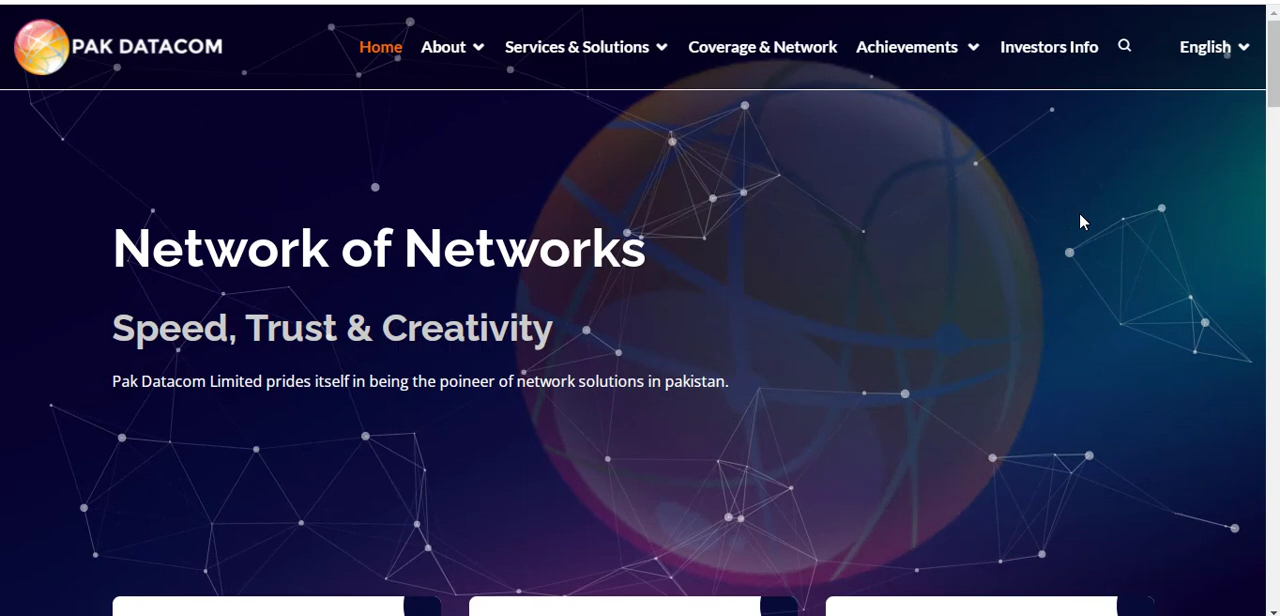 PAK DATACOM
Home About Services & Solutions Coverage & Network Achievements Investors Info English
Network of Networks
Speed, Trust & Creativity
Pak Datacom Limited prides itself in being the poineer of network solutions in pakistan.